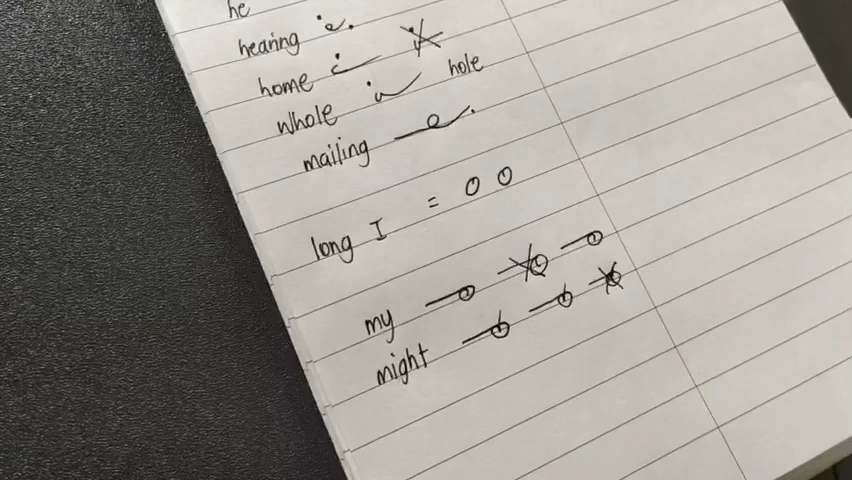 he
hearing
home
whole hole
mailing
long I =
my
might